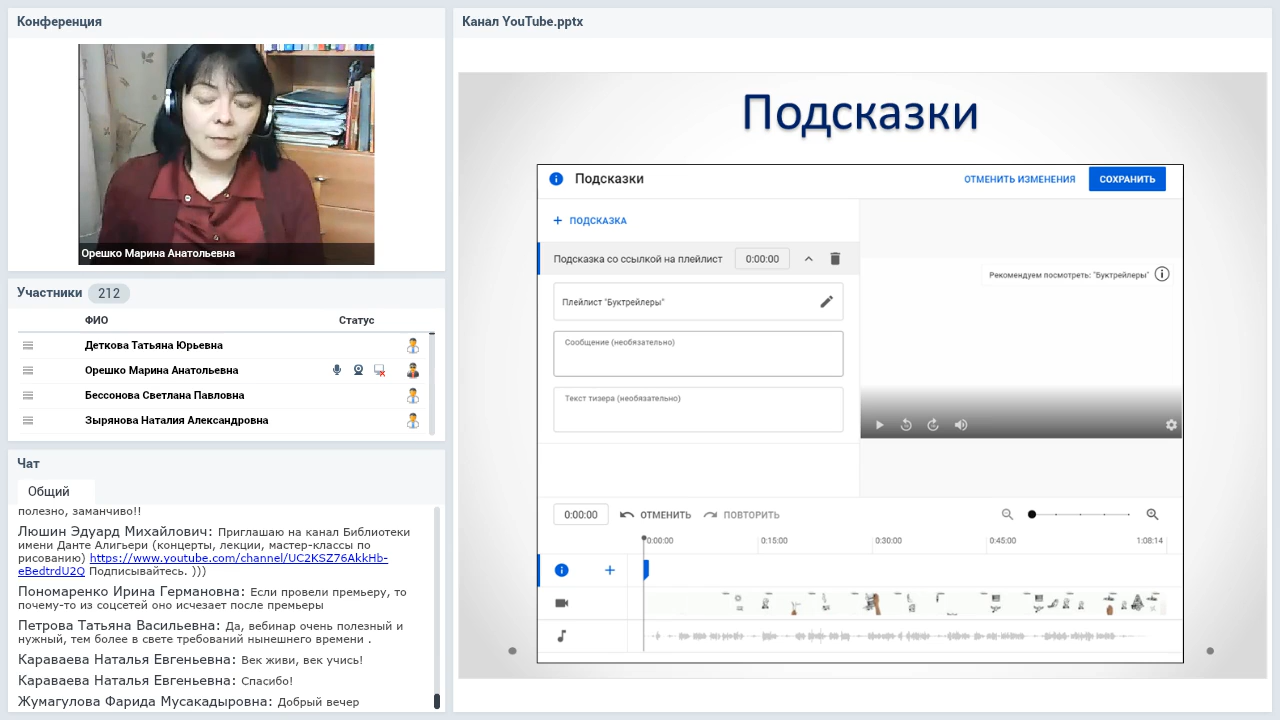 Конференция
Орешко Марина Анатольевна
Участники 212
ФИО Статус
Деткова Татьяна Юрьевна
Орешко Марина Анатольевна
Бессонова Светлана Павловна
Зырянова Наталия Александровна
Чат
Общий
полезно, заманчиво!!
Люшин Эдуард Михайлович: Приглашаю на канал Библиотеки
имени Данте Алигьери (концерты, лекции, мастер-классы по
рисованию) https://www.youtube.com/channel/UC2KSZ76AkkHb-
eBedtrdU2Q Подписывайтесь. )))
Пономаренко Ирина Германовна: Если провели премьеру, то
почему-то из соцсетей оно исчезает после премьеры
Петрова Татьяна Васильевна: Да, вебинар очень полезный и
нужный, тем более в свете требований нынешнего времени .
Караваева Наталья Евгеньевна: Век живи, век учись!
Караваева Наталья Евгеньевна: Спасибо!
Жумагулова Фарида Мусакадыровна: Добрый вечер
Канал YouTube.pptx
Подсказки
Подсказки ОТМЕНИТЬ ИЗМЕНЕНИЯ СОХРАНИТЬ
+ ПОДСКАЗКА
Подсказка со ссылкой на плейлист 0:00:00
Плейлист "Буктрейлеры"
Сообщение (необязательно)
Текст тизера (необязательно)
Рекомендуем посмотреть: "Буктрейлеры"
0:00:00 ОТМЕНИТЬ ПОВТОРИТЬ
0:00:00 0:15:00 0:30:00 0:45:00 1:08:14